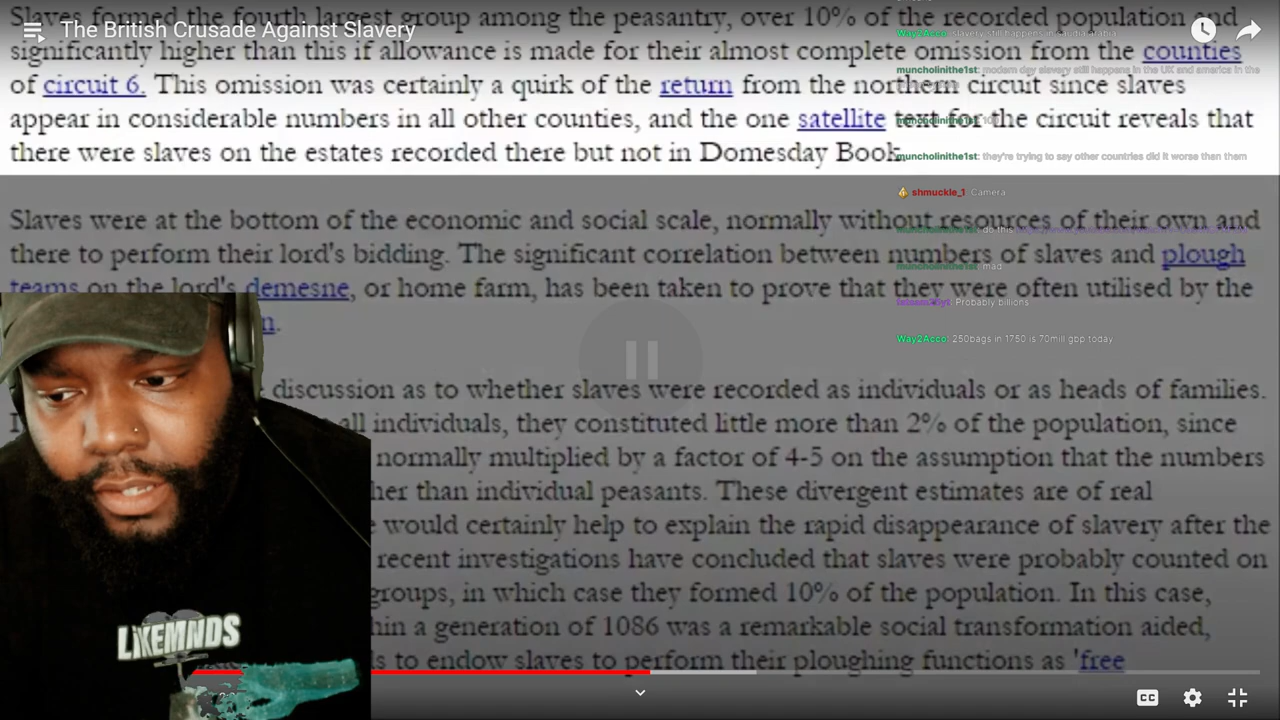 Slaves formed the fourth largest group among the peasantry, over 10% of the recorded population and
The British Crusade Against Slavery
significantly higher than this if allowance is made for their almost complete omission from the counties
of circuit 6. This omission was certainly a quirk of the return from the northern circuit since slaves
appear in considerable numbers in all other counties, and the one satellite text for the circuit reveals that
there were slaves on the estates recorded there but not in Domesday Book.
Way2Acco: slavery still happens in saudi arabia
muncholinithe1st: modern day slavery still happens in the UK and america in the
muncholinithe1st:
muncholinithe1st: they're trying to say other countries did it worse than them
shmuckle_1 Camera
muncholinithe1st: do this
muncholinithe1st: mad
Probably billions
Way2Acco: 250bags in 1750 is 70mill gbp today
Slaves were at the bottom of the economic and social scale, normally without resources of their own and
there to perform their lord's bidding. The significant correlation between numbers of slaves and plough
teams on the lord's demesne, or home farm, has been taken to prove that they were often utilised by the
n.
discussion as to whether slaves were recorded as individuals or as heads of families.
all individuals, they constituted little more than 2% of the population, since
normally multiplied by a factor of 4-5 on the assumption that the numbers
her than individual peasants. These divergent estimates are of real
would certainly help to explain the rapid disappearance of slavery after the
recent investigations have concluded that slaves were probably counted on
groups, in which case they formed 10% of the population. In this case,
hin a generation of 1086 was a remarkable social transformation aided,
s to endow slaves to perform their ploughing functions as 'free
LIKEMNDS
CC